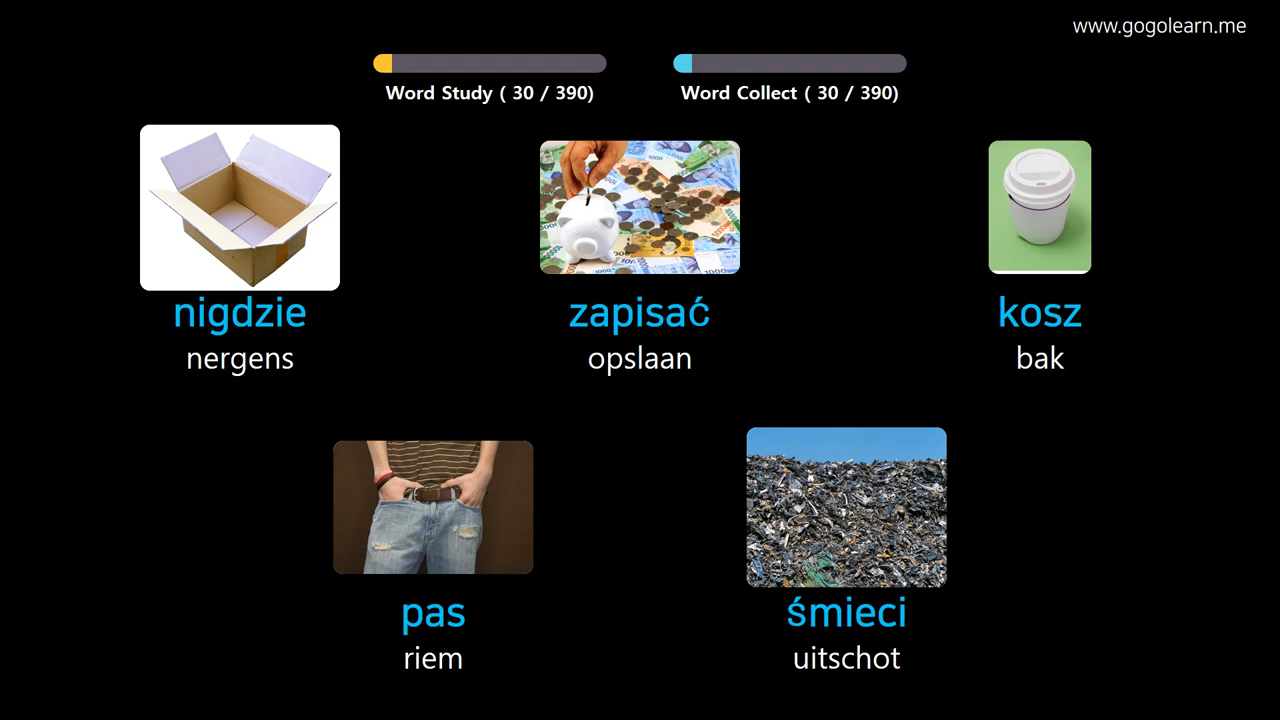 www.gogolearn.me
Word Study ( 30 / 390)
Word Collect ( 30 / 390)
nigdzie
nergens
zapisać
opslaan
kosz
bak
pas
riem
śmieci
uitschot